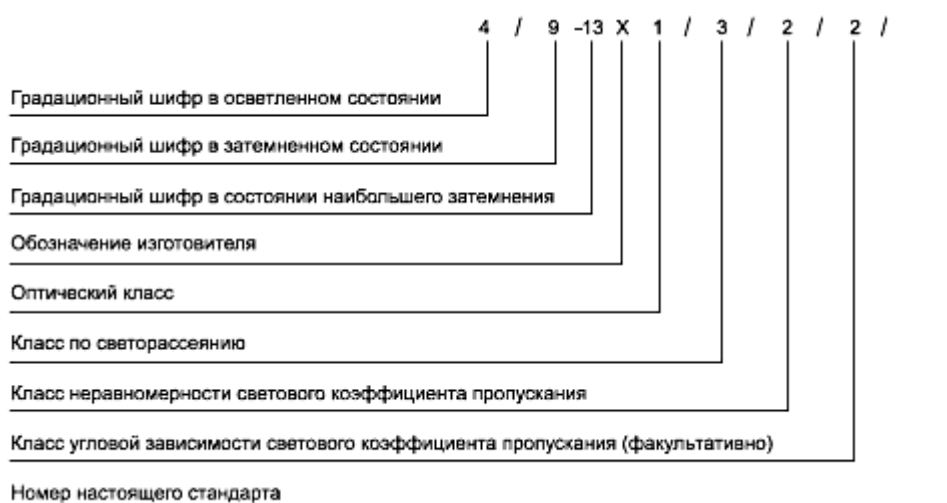 4 / 9 -13 X 1 / 3 / 2 / 2 /
Градационный шифр в осветленном состоянии
Градационный шифр в затемненном состоянии
Градационный шифр в состоянии наибольшего затемнения
Обозначение изготовителя
Оптический класс
Класс по светорассеянию
Класс неравномерности светового коэффициента пропускания
Класс угловой зависимости светового коэффициента пропускания (факультативно)
Номер настоящего стандарта